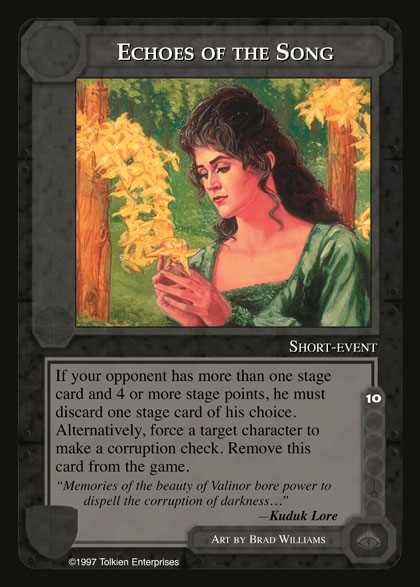 Echoes of the Song
Short-event
If your opponent has more than one stage
card and 4 or more stage points, he must
discard one stage card of his choice.
Alternatively, force a target character to
make a corruption check. Remove this
card from the game.
10
“Memories of the beauty of Valinor bore power to
dispell the corruption of darkness…”
—Kuduk Lore
Art by Brad Williams
©1997 Tolkien Enterprises